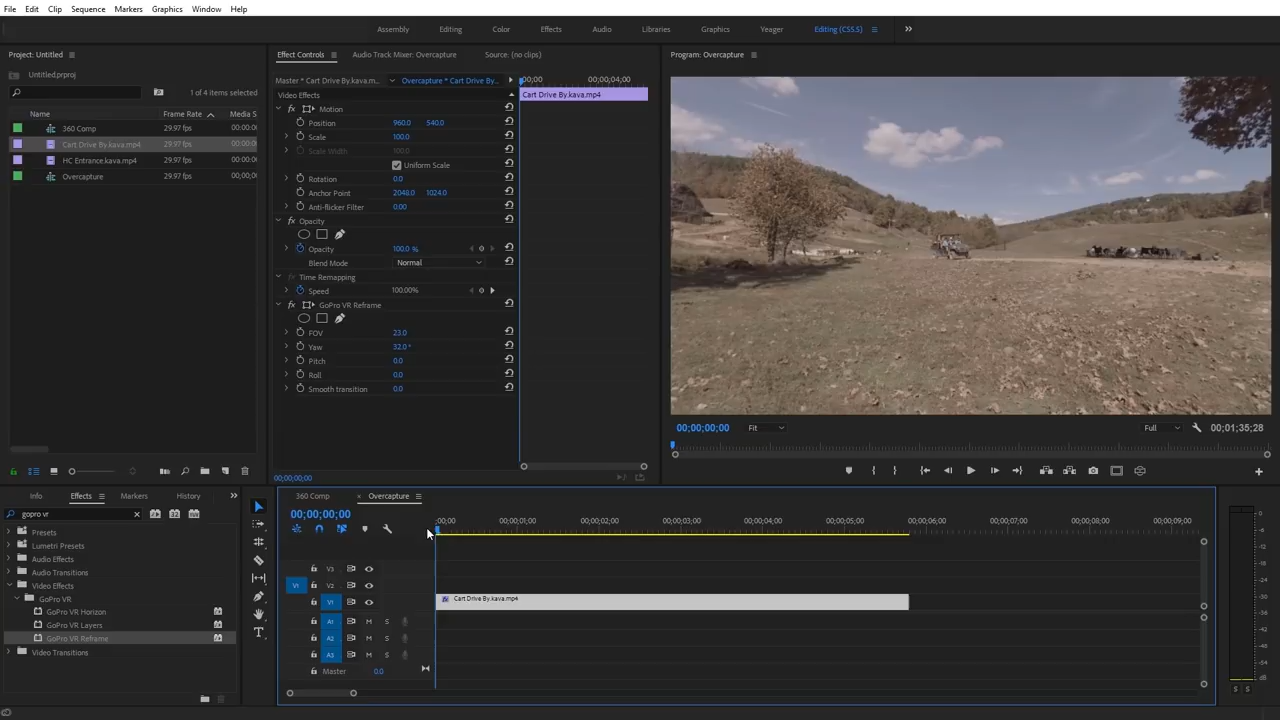 File Edit Clip Sequence Markers Graphics Window Help
Assembly Editing Color Effects Audio Libraries Graphics Yeager Editing (CS5.5)
Project: Untitled
Untitled.prproj
1 of 4 items selected
Name Frame Rate Media S
360 Comp 29.97 fps 00:00:0
Cart Drive By.kava.mp4 29.97 fps 00:00:0
HC Entrance.kava.mp4 29.97 fps 00:00:0
Overcapture 29.97 fps 00;00;0
Effect Controls Audio Track Mixer: Overcapture Source: (no clips)
Master * Cart Drive By.kava.m... Overcapture * Cart Drive By... ;00;00 00;00;04;00
Video Effects Cart Drive By.kava.mp4
fx Motion
Position 960.0 540.0
Scale 100.0
Scale Width 100.0
Uniform Scale
Rotation 0.0
Anchor Point 2048.0 1024.0
Anti-flicker Filter 0.00
fx Opacity
Opacity 100.0 %
Blend Mode Normal
Time Remapping
Speed 100.00%
fx GoPro VR Reframe
FOV 23.0
Yaw 32.0 °
Pitch 0.0
Roll 0.0
Smooth transition 0.0
00;00;00;00
Program: Overcapture
00;00;00;00 Fit Full 00;01;35;28
Info Effects Markers History
gopro vr
Presets
Lumetri Presets
Audio Effects
Audio Transitions
Video Effects
GoPro VR
GoPro VR Horizon
GoPro VR Layers
GoPro VR Reframe
Video Transitions
360 Comp × Overcapture
00;00;00;00
;00;00 00;00;01;00 00;00;02;00 00;00;03;00 00;00;04;00 00;00;05;00 00;00;06;00 00;00;07;00 00;00;08;00 00;00;09;00
V3
V1 V2
V1 fx Cart Drive By.kava.mp4
A1 M S
A2 M S
A3 M S
Master 0.0
0
-6
-12
-18
-24
-30
-36
-42
-48
-54
dB
S S